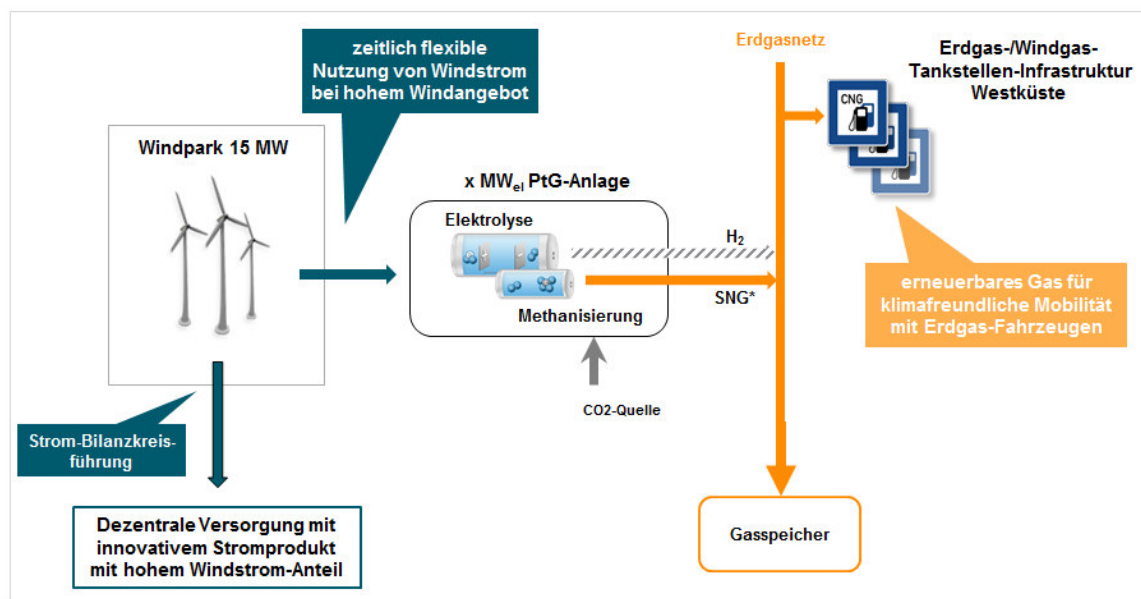 zeitlich flexible
Nutzung von Windstrom
bei hohem Windangebot
Erdgasnetz
Erdgas-/Windgas-
Tankstellen-Infrastruktur
Westküste
CNG
Windpark 15 MW
x MWel PtG-Anlage
Elektrolyse
H2
SNG*
Methanisierung
erneuerbares Gas für
klimafreundliche Mobilität
mit Erdgas-Fahrzeugen
CO2-Quelle
Strom-Bilanzkreis-
führung
Dezentrale Versorgung mit
innovativem Stromprodukt
mit hohem Windstrom-Anteil
Gasspeicher